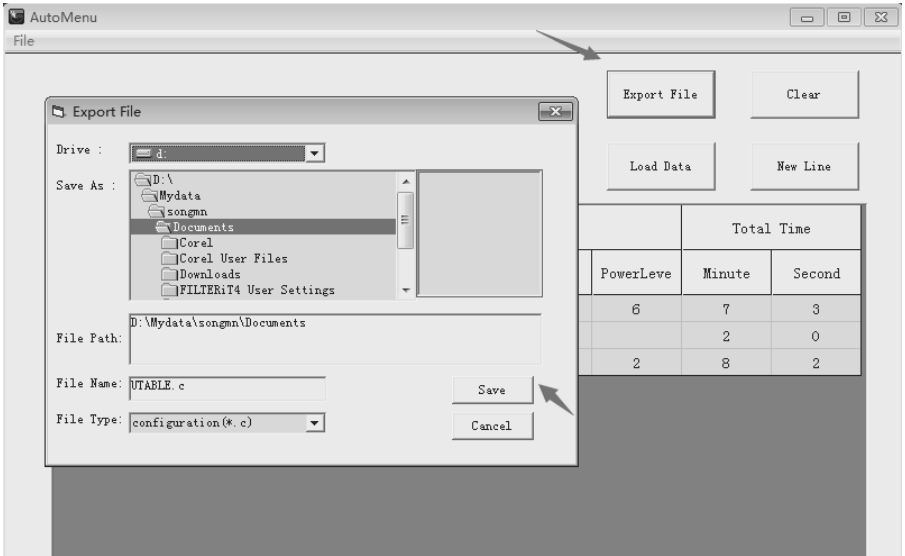 AutoMenu
File
Export File
Clear
Load Data
New Line
Export File
Drive :
d:
Save As :
D:\
Mydata
songmn
Documents
Corel
Corel User Files
Downloads
FILTERiT4 User Settings
File Path:
D:\Mydata\songmn\Documents
File Name:
UTABLE.c
Save
File Type:
configuration(*.c)
Cancel
Total Time
PowerLeve
Minute
Second
6
7
3
2
0
2
8
2